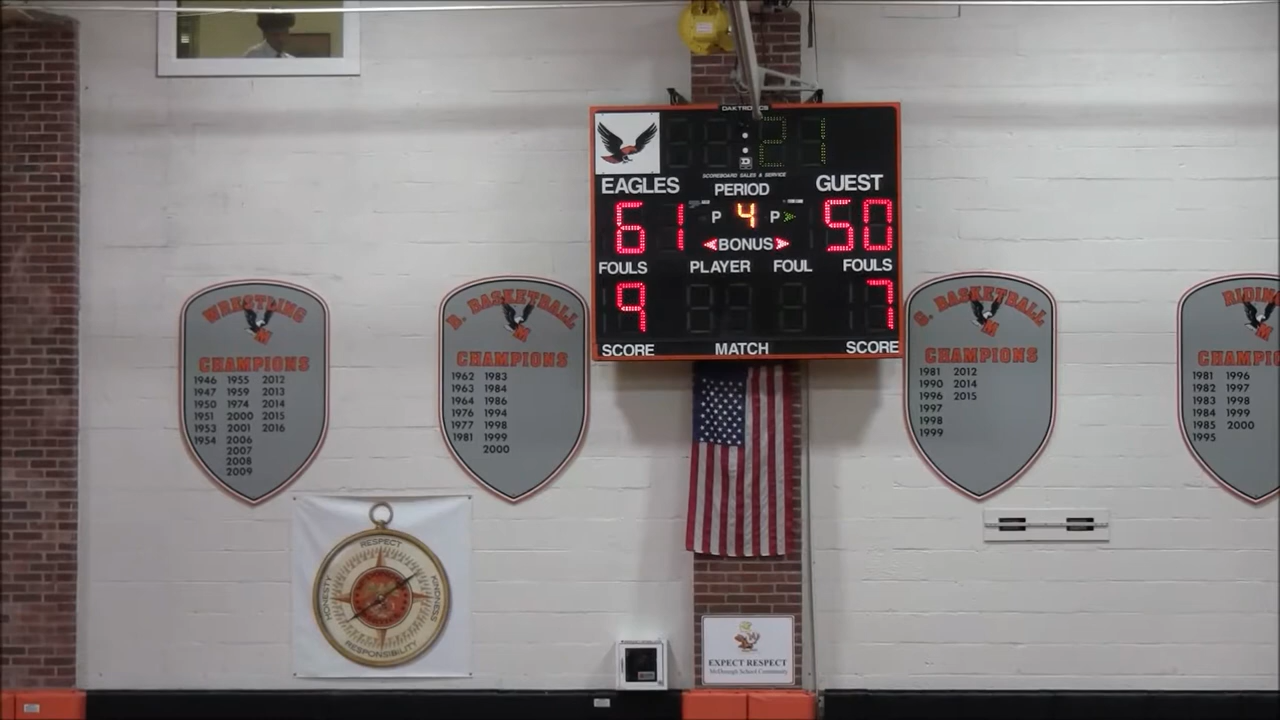 DAKTRONICS
:21
SCOREBOARD SALES & SERVICE
EAGLES PERIOD GUEST
61 P 4 P 50
BONUS
FOULS PLAYER FOUL FOULS
9 7
SCORE MATCH SCORE
WRESTLING
M
CHAMPIONS
1946 1955 2012
1947 1959 2013
1950 1974 2014
1951 2000 2015
1953 2001 2016
1954 2006
2007
2008
2009
B. BASKETBALL
M
CHAMPIONS
1962 1983
1963 1984
1964 1986
1976 1994
1977 1998
1981 1999
2000
G. BASKETBALL
M
CHAMPIONS
1981 2012
1990 2014
1996 2015
1997
1998
1999
RIDIN
M
CHAMPIO
1981 1996
1982 1997
1983 1998
1984 1999
1985 2000
1995
RESPECT
HONESTY
KINDNESS
RESPONSIBILITY
EXPECT RESPECT
McDonogh School Community